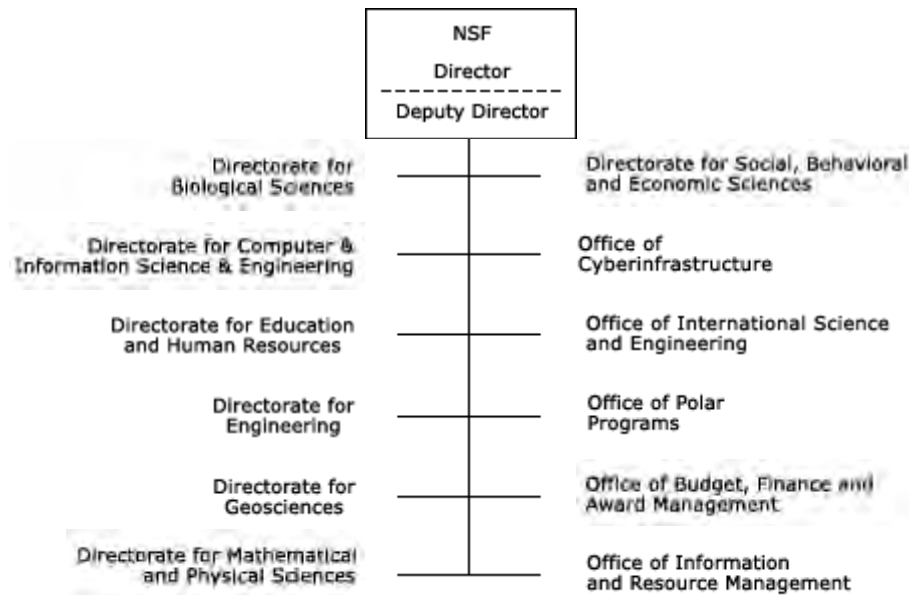 NSF
Director
Deputy Director
Directorate for
Biological Sciences
Directorate for Social, Behavioral
and Economic Sciences
Directorate for Computer &
Information Science & Engineering
Office of
Cyberinfrastructure
Directorate for Education
and Human Resources
Office of International Science
and Engineering
Directorate for
Engineering
Office of Polar
Programs
Directorate for
Geosciences
Office of Budget, Finance and
Award Management
Directorate for Mathematical
and Physical Sciences
Office of Information
and Resource Management